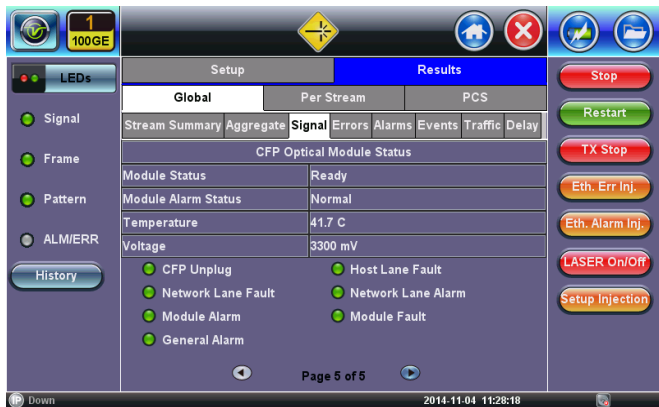 1
100GE
LEDs
Signal
Frame
Pattern
ALM/ERR
History
Setup Results
Global Per Stream PCS
Stream Summary Aggregate Signal Errors Alarms Events Traffic Delay
CFP Optical Module Status
Module Status Ready
Module Alarm Status Normal
Temperature 41.7 C
Voltage 3300 mV
CFP Unplug Host Lane Fault
Network Lane Fault Network Lane Alarm
Module Alarm Module Fault
General Alarm
Page 5 of 5
Stop
Restart
TX Stop
Eth. Err Inj.
Eth. Alarm Inj.
LASER On/Off
Setup Injection
IP Down 2014-11-04 11:28:18